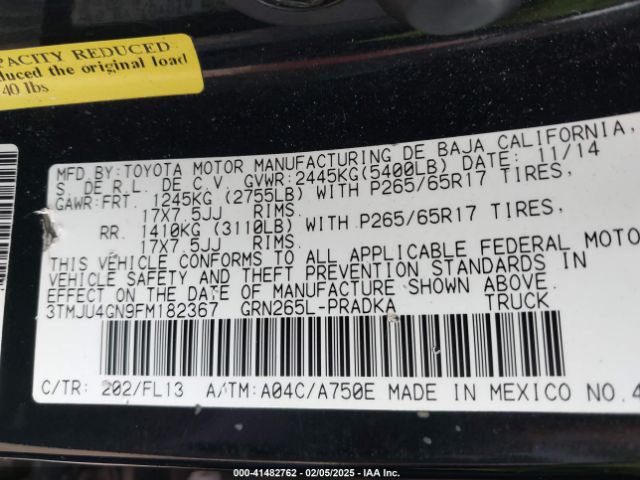 PACITY REDUCED
duced the original load
40 lbs
MFD. BY: TOYOTA MOTOR MANUFACTURING DE BAJA CALIFORNIA,
S. DE R.L. DE C.V. GVWR: 2445KG(5400LB) DATE: 11/14
GAWR: FRT. 1245KG (2755LB) WITH P265/65R17 TIRES,
17X7.5JJ RIMS.
RR. 1410KG (3110LB) WITH P265/65R17 TIRES,
17X7.5JJ RIMS.
THIS VEHICLE CONFORMS TO ALL APPLICABLE FEDERAL MOTO
VEHICLE SAFETY AND THEFT PREVENTION STANDARDS IN
EFFECT ON THE DATE OF MANUFACTURE SHOWN ABOVE.
3TMJU4GN9FM182367 GRN265L-PRADKA TRUCK
C/TR: 202/FL13 A/TM: A04C/A750E MADE IN MEXICO NO.4
000-41482762 - 02/05/2025 - IAA Inc.